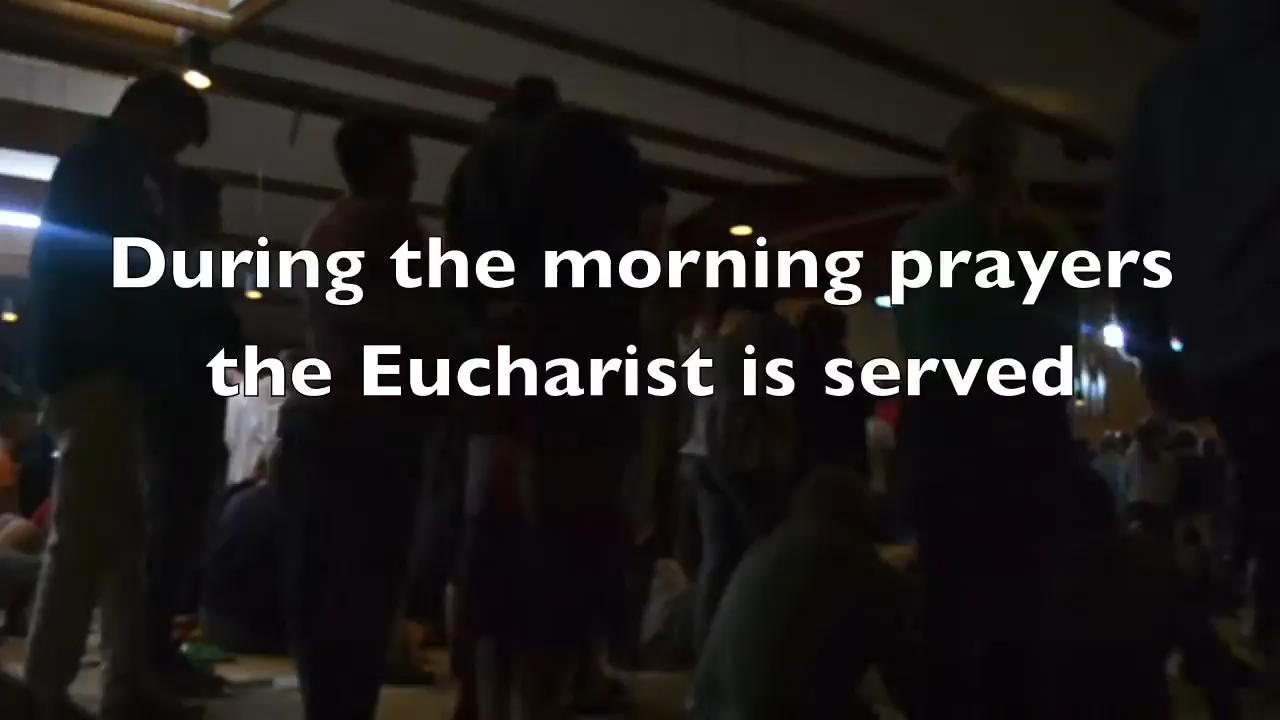 During the morning prayers
the Eucharist is served